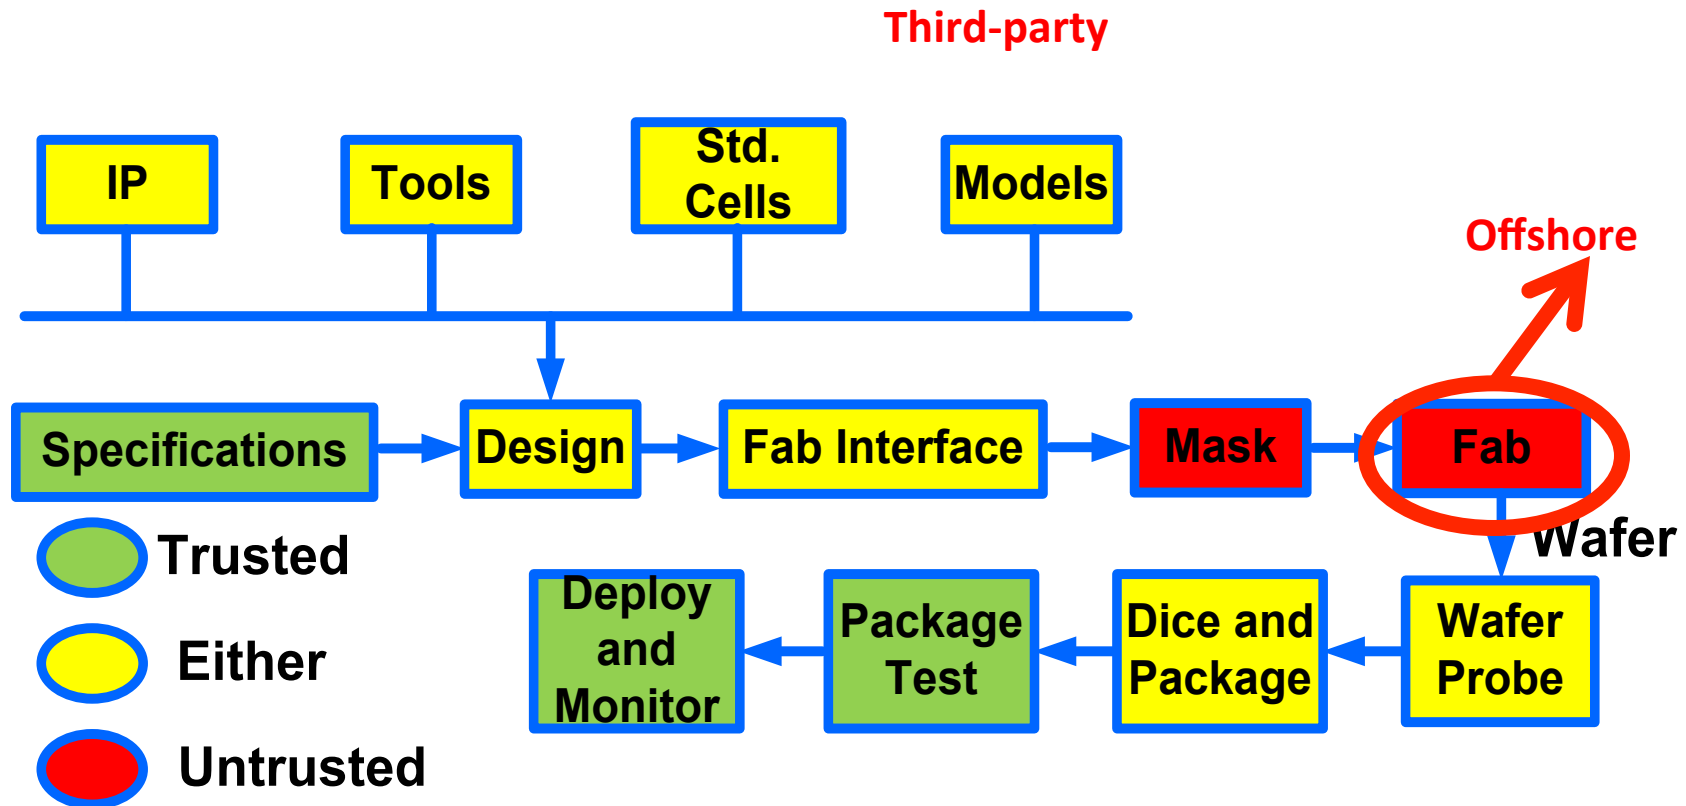 Third-party
IP
Tools
Std.
Cells
Models
Offshore
Specifications
Design
Fab Interface
Mask
Fab
Wafer
Trusted
Either
Untrusted
Deploy
and
Monitor
Package
Test
Dice and
Package
Wafer
Probe